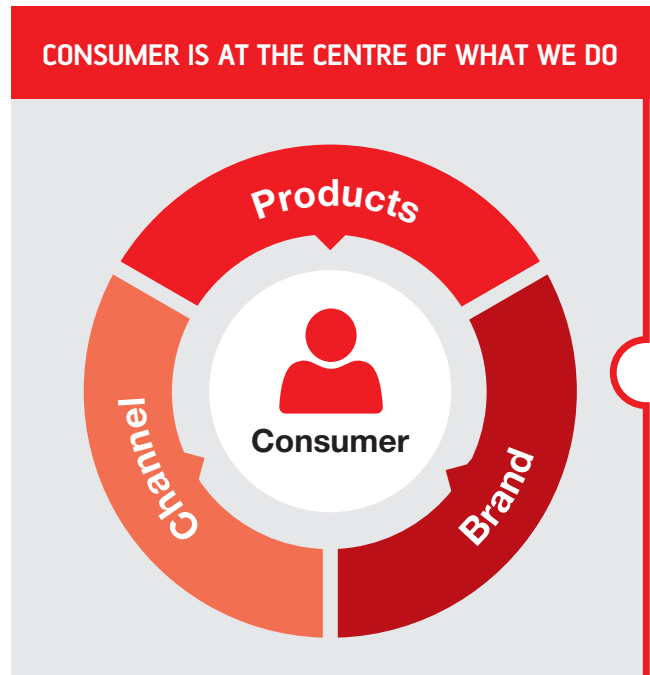 CONSUMER IS AT THE CENTRE OF WHAT WE DO
Products
Consumer
Channel
Brand